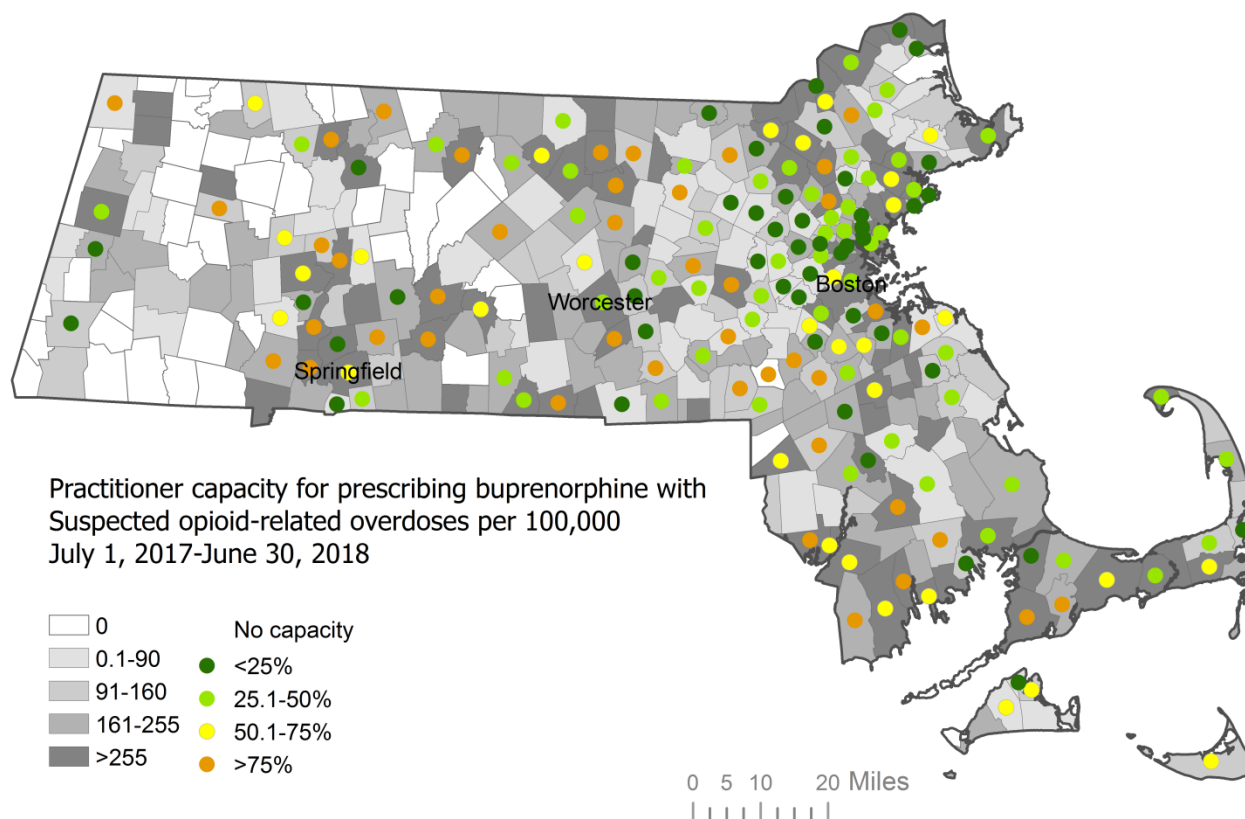 Boston
Worcester
Springfield
Practitioner capacity for prescribing buprenorphine with
Suspected opioid-related overdoses per 100,000
July 1, 2017-June 30, 2018
0
0.1-90
91-160
161-255
>255
No capacity
<25%
25.1-50%
50.1-75%
>75%
0 5 10 20 Miles